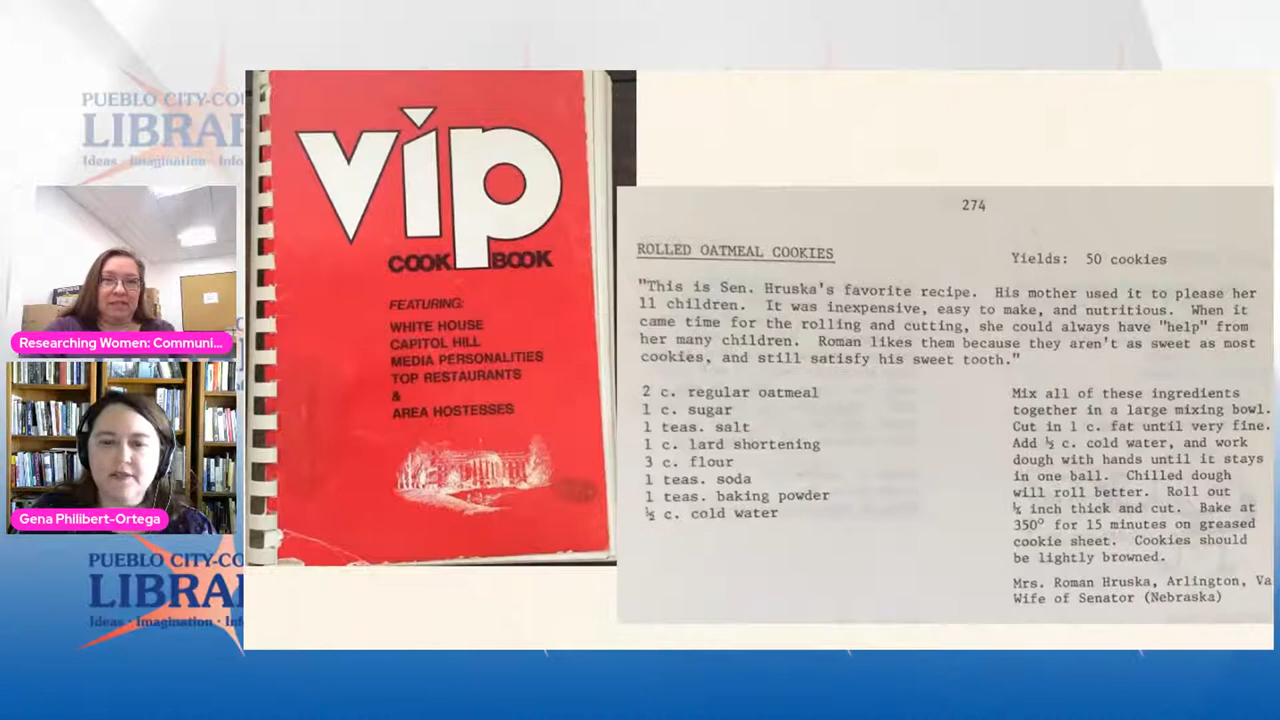 PUEBLO CITY-COU
LIBRA
Ideas · Imagination · Info
Researching Women: Communi...
Gena Philibert-Ortega
PUEBLO CITY-CO
LIBRA
Ideas · Imagination · Inf
vip
COOK BOOK
FEATURING:
WHITE HOUSE
CAPITOL HILL
MEDIA PERSONALITIES
TOP RESTAURANTS
&
AREA HOSTESSES
274
ROLLED OATMEAL COOKIES
Yields: 50 cookies
"This is Sen. Hruska's favorite recipe. His mother used it to please her
11 children. It was inexpensive, easy to make, and nutritious. When it
came time for the rolling and cutting, she could always have "help" from
her many children. Roman likes them because they aren't as sweet as most
cookies, and still satisfy his sweet tooth."
2 c. regular oatmeal
1 c. sugar
1 teas. salt
1 c. lard shortening
3 c. flour
1 teas. soda
1 teas. baking powder
½ c. cold water
Mix all of these ingredients
together in a large mixing bowl.
Cut in 1 c. fat until very fine.
Add ½ c. cold water, and work
dough with hands until it stays
in one ball. Chilled dough
will roll better. Roll out
inch thick and cut. Bake at
350° for 15 minutes on greased
cookie sheet. Cookies should
be lightly browned.
Mrs. Roman Hruska, Arlington, Va
Wife of Senator (Nebraska)